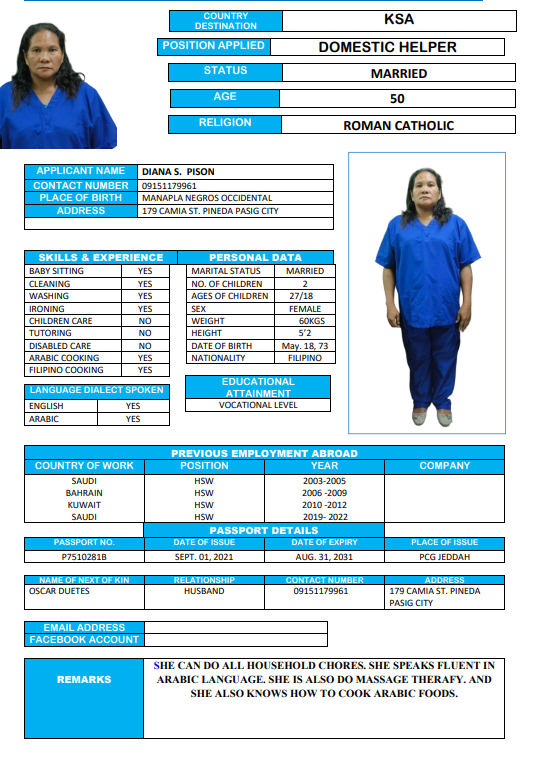 COUNTRY DESTINATION KSA
POSITION APPLIED DOMESTIC HELPER
STATUS MARRIED
AGE 50
RELIGION ROMAN CATHOLIC
APPLICANT NAME DIANA S. PISON
CONTACT NUMBER 09151179961
PLACE OF BIRTH MANAPLA NEGROS OCCIDENTAL
ADDRESS 179 CAMIA ST. PINEDA PASIG CITY
SKILLS & EXPERIENCE
BABY SITTING YES
CLEANING YES
WASHING YES
IRONING YES
CHILDREN CARE NO
TUTORING NO
DISABLED CARE NO
ARABIC COOKING YES
FILIPINO COOKING YES
PERSONAL DATA
MARITAL STATUS MARRIED
NO. OF CHILDREN 2
AGES OF CHILDREN 27/18
SEX FEMALE
WEIGHT 60KGS
HEIGHT 5'2
DATE OF BIRTH May. 18, 73
NATIONALITY FILIPINO
LANGUAGE DIALECT SPOKEN
ENGLISH YES
ARABIC YES
EDUCATIONAL
ATTAINMENT
VOCATIONAL LEVEL
PREVIOUS EMPLOYMENT ABROAD
COUNTRY OF WORK POSITION YEAR COMPANY
SAUDI HSW 2003-2005
BAHRAIN HSW 2006 -2009
KUWAIT HSW 2010 -2012
SAUDI HSW 2019- 2022
PASSPORT DETAILS
PASSPORT NO. DATE OF ISSUE DATE OF EXPIRY PLACE OF ISSUE
P7510281B SEPT. 01, 2021 AUG. 31, 2031 PCG JEDDAH
NAME OF NEXT OF KIN RELATIONSHIP CONTACT NUMBER ADDRESS
OSCAR DUETES HUSBAND 09151179961 179 CAMIA ST. PINEDA
PASIG CITY
EMAIL ADDRESS
FACEBOOK ACCOUNT
REMARKS
SHE CAN DO ALL HOUSEHOLD CHORES. SHE SPEAKS FLUENT IN
ARABIC LANGUAGE. SHE IS ALSO DO MASSAGE THERAFY. AND
SHE ALSO KNOWS HOW TO COOK ARABIC FOODS.